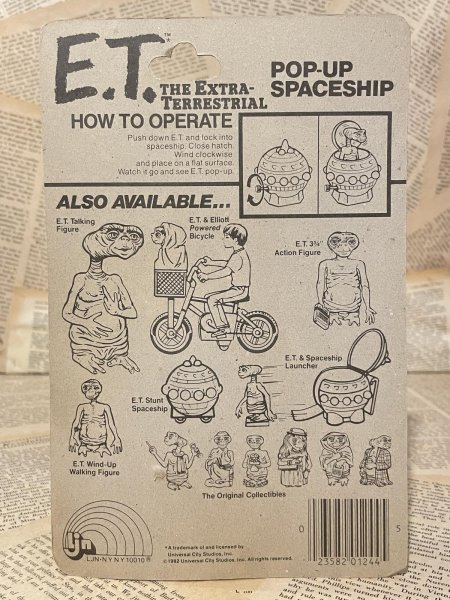 E.T.™
THE EXTRA-
TERRESTRIAL
POP-UP
SPACESHIP
HOW TO OPERATE
Push down E.T. and lock into
spaceship. Close hatch.
Wind clockwise
and place on a flat surface.
Watch it go and see E.T. pop-up.
ALSO AVAILABLE...
E.T. Talking
Figure
E.T. & Elliott
Powered
Bicycle
E.T. 3¾"
Action Figure
E.T. Stunt
Spaceship
E.T. & Spaceship
Launcher
E.T. Wind-Up
Walking Figure
The Original Collectibles
ljn
LJN•NY NY 10010®
*A trademark of and licensed by
Universal City Studios, Inc.
©1982 Universal City Studios, Inc. All rights reserved.
0 23582 01244 5